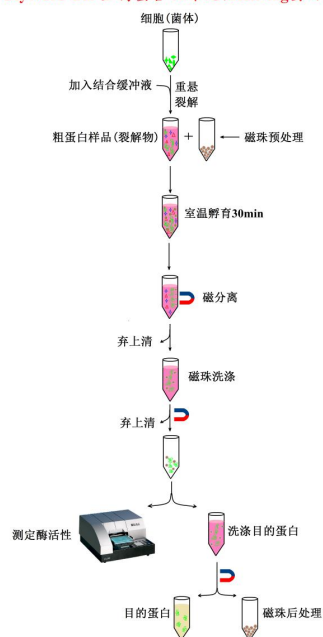 细胞(菌体)
加入结合缓冲液
重悬
裂解
粗蛋白样品(裂解物)
+
磁珠预处理
室温孵育30min
磁分离
弃上清
磁珠洗涤
弃上清
测定酶活性
洗涤目的蛋白
目的蛋白
磁珠后处理